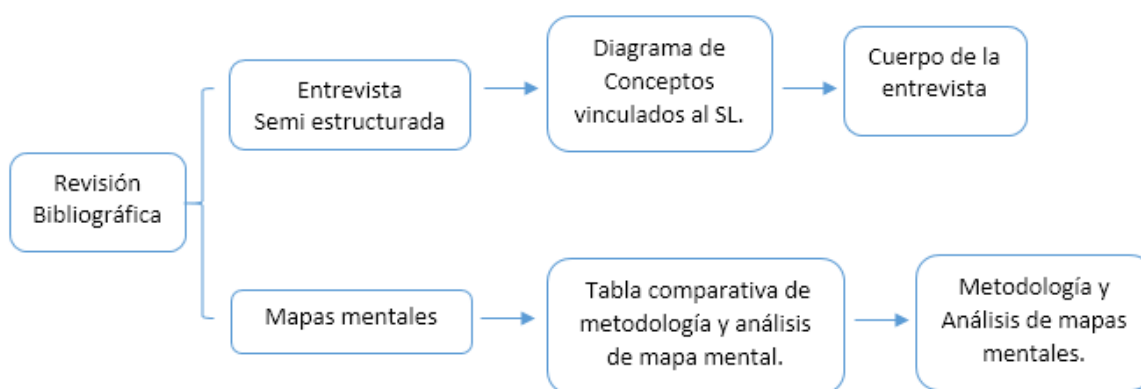 Revisión
Bibliográfica
Entrevista
Semi estructurada
Diagrama de
Conceptos
vinculados al SL.
Cuerpo de la
entrevista
Mapas mentales
Tabla comparativa de
metodología y análisis
de mapa mental.
Metodología y
Análisis de mapas
mentales.